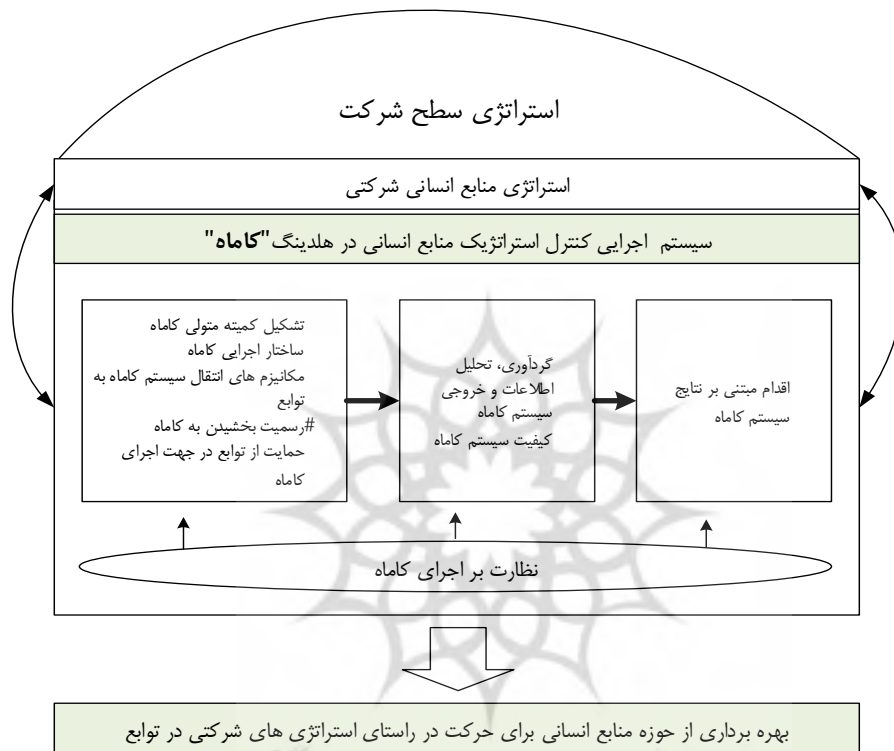 استراتژی سطح شرکت
استراتژی منابع انسانی شرکتی
سیستم اجرایی کنترل استراتژیک منابع انسانی در هلدینگ"کاماه"
تشکیل کمیته متولی کاماه
ساختار اجرایی کاماه
مکانیزم های انتقال سیستم کاماه به
توابع
#رسمیت بخشیدن به کاماه
حمایت از توابع در جهت اجرای
کاماه
گردآوری، تحلیل
اطلاعات و خروجی
سیستم کاماه
کیفیت سیستم کاماه
اقدام مبتنی بر نتایج
سیستم کاماه
نظارت بر اجرای کاماه
بهره برداری از حوزه منابع انسانی برای حرکت در راستای استراتژی های شرکتی در توابع